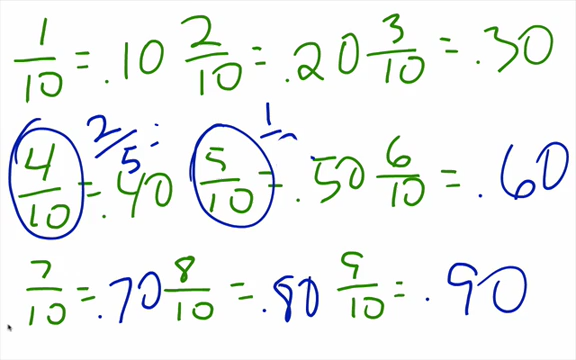 1/10 = .10 2/10 = .20 3/10 = .30
4/10 = .40 2/5 = 5/10 = .50 1/ 6/10 = .60
7/10 = .70 8/10 = .80 9/10 = .90